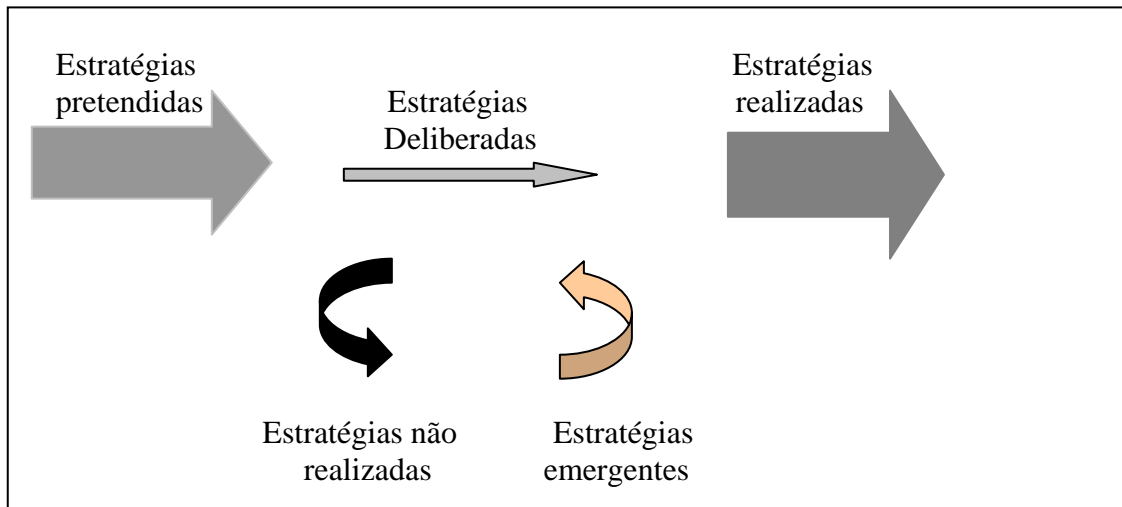 Estratégias
pretendidas
Estratégias
Deliberadas
Estratégias
realizadas
Estratégias não
realizadas
Estratégias
emergentes